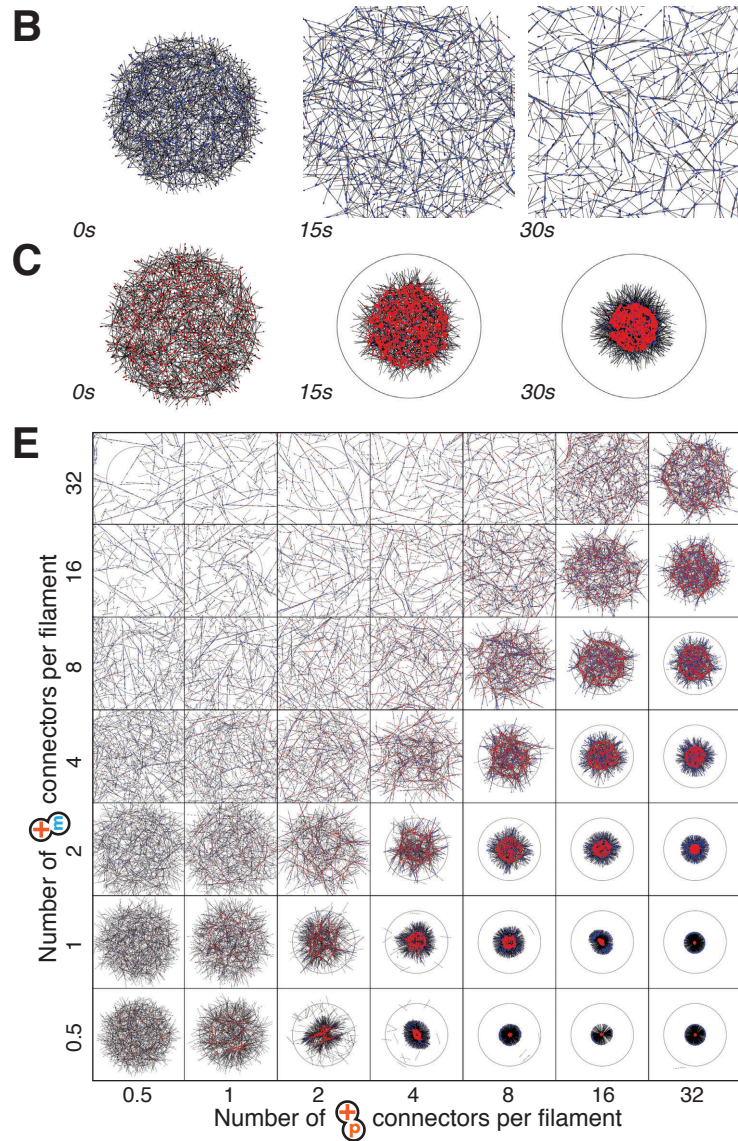 B
0s
15s
30s
C
0s
15s
30s
E
Number of + m connectors per filament
32
16
8
4
2
1
0.5
0.5 1 2 4 8 16 32
Number of + p connectors per filament